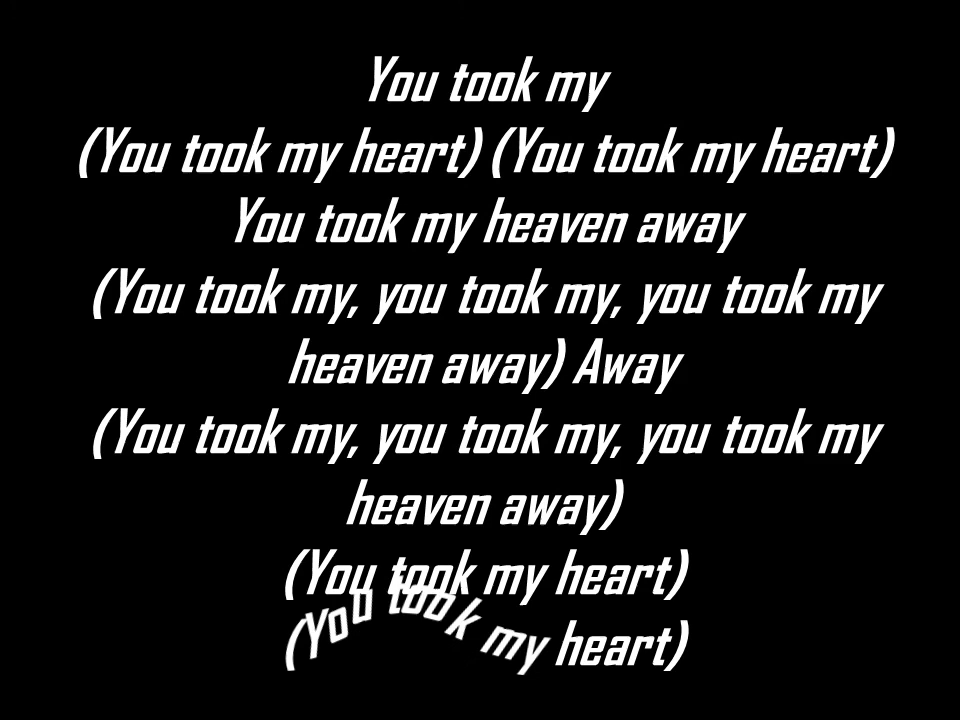 You took my
(You took my heart) (You took my heart)
You took my heaven away
(You took my, you took my, you took my
heaven away) Away
(You took my, you took my, you took my
heaven away)
(You took my heart)
(You took my heart)